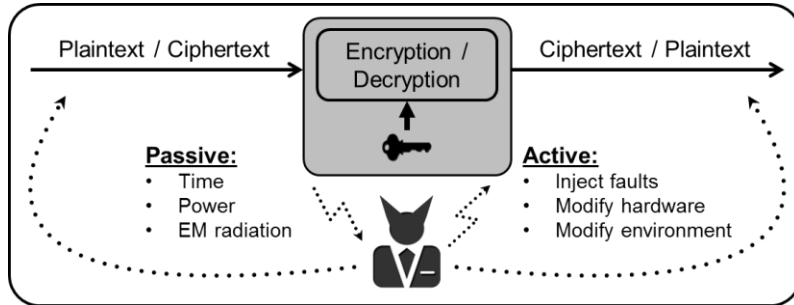 Plaintext / Ciphertext
Encryption /
Decryption
Ciphertext / Plaintext
Passive:
• Time
• Power
• EM radiation
Active:
• Inject faults
• Modify hardware
• Modify environment